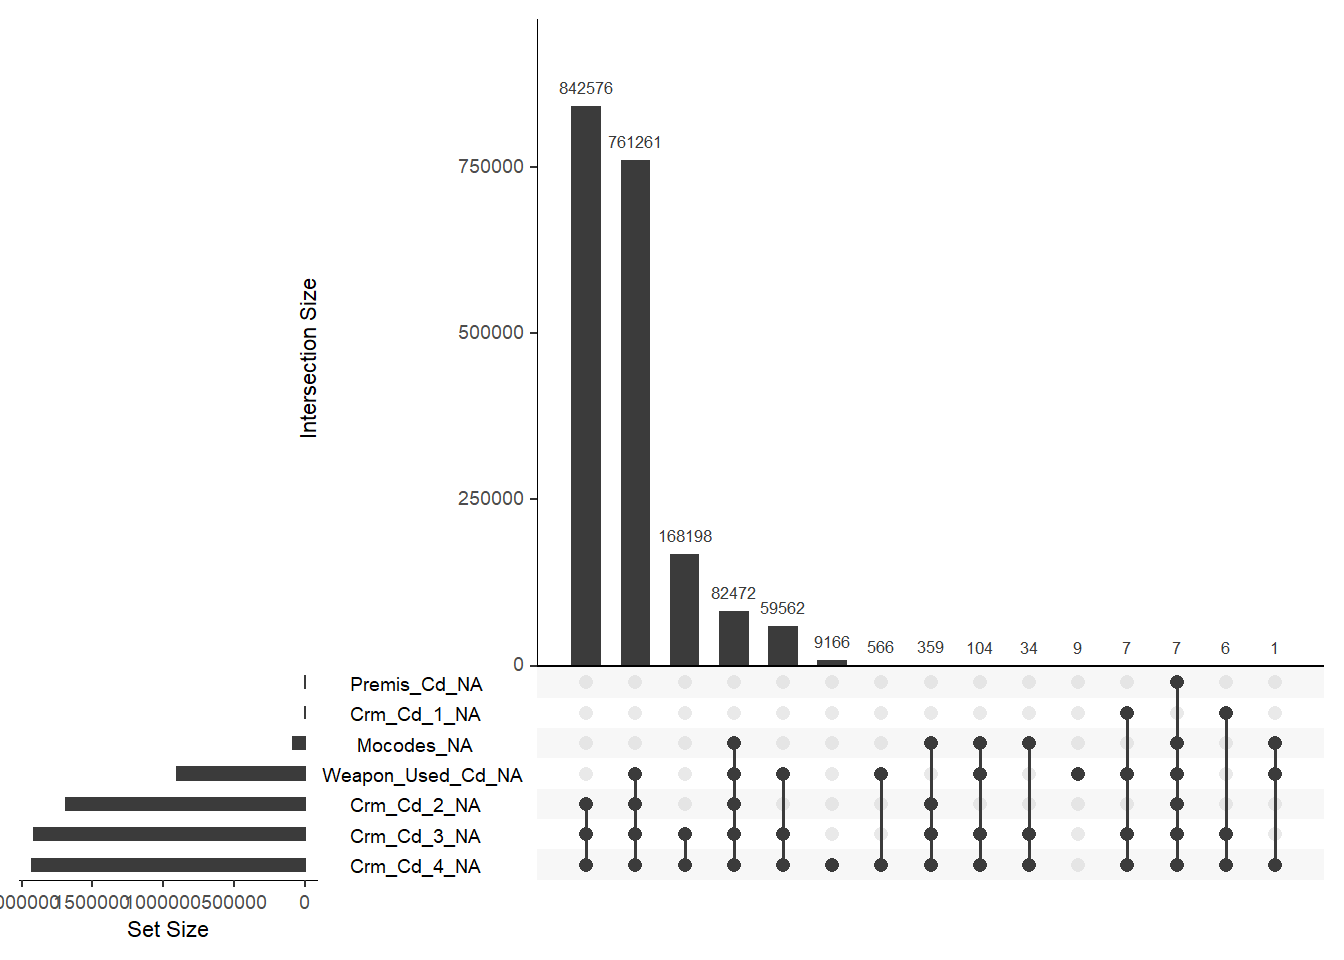 842576
761261
750000
Intersection Size
500000
250000
168198
82472
59562
9166
566
359
104
34
9
7
7
6
1
0
Premis_Cd_NA
Crm_Cd_1_NA
Mocodes_NA
Weapon_Used_Cd_NA
Crm_Cd_2_NA
Crm_Cd_3_NA
Crm_Cd_4_NA
1500000
1000000
500000
0
Set Size